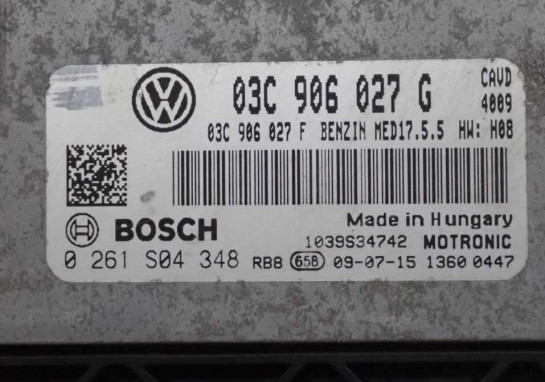 03C 906 027 G CAVD
4009
03C 906 027 F BENZIN MED17.5.5 HW: H08
BOSCH
Made in Hungary
1039S34742 MOTRONIC
0 261 S04 348 RB8 658 09-07-15 1360 0447